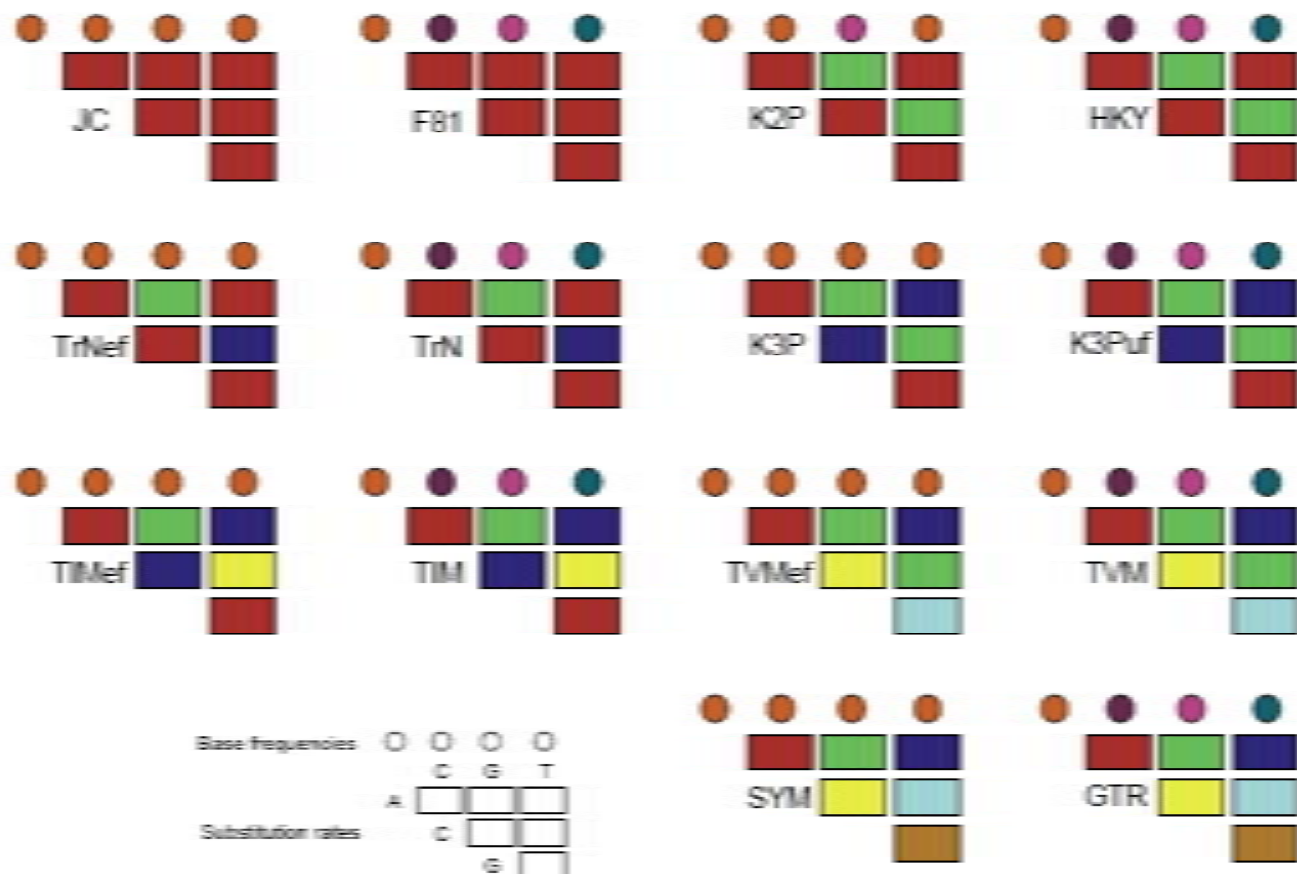 JC F81 K2P HKY
TrNef TrN K3P K3Puf
TIMef TIM TVMef TVM
Base frequencies
C G T
A
SYM GTR
Substitution rates C
G